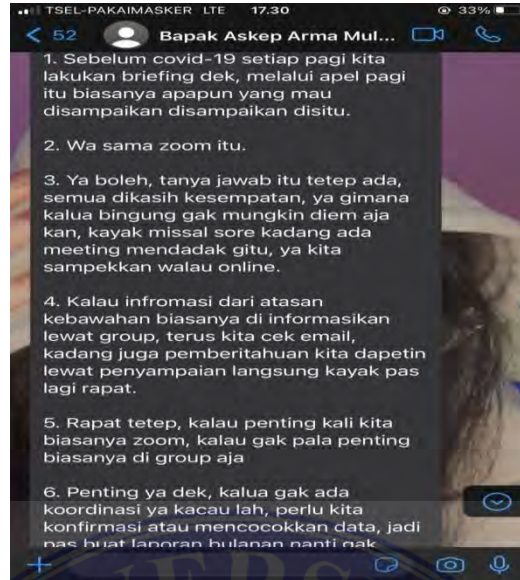 TSEL-PAKAIMASKER LTE 17.30 33%
52 Bapak Askep Arma Mul...
1. Sebelum covid-19 setiap pagi kita
lakukan briefing dek, melalui apel pagi
itu biasanya apapun yang mau
disampaikan disampaikan disitu.
2. Wa sama zoom itu.
3. Ya boleh, tanya jawab itu tetep ada,
semua dikasih kesempatan, ya gimana
kalua bingung gak mungkin diem aja
kan, kayak missal sore kadang ada
meeting mendadak gitu, ya kita
sampekkan walau online.
4. Kalau infromasi dari atasan
kebawahan biasanya di informasikan
lewat group, terus kita cek email,
kadang juga pemberitahuan kita dapetin
lewat penyampaian langsung kayak pas
lagi rapat.
5. Rapat tetep, kalau penting kali kita
biasanya zoom, kalau gak pala penting
biasanya di group aja
6. Penting ya dek, kalua gak ada
koordinasi ya kacau lah, perlu kita
konfirmasi atau mencocokkan data, jadi
pas buat laporan bulanan nanti gak